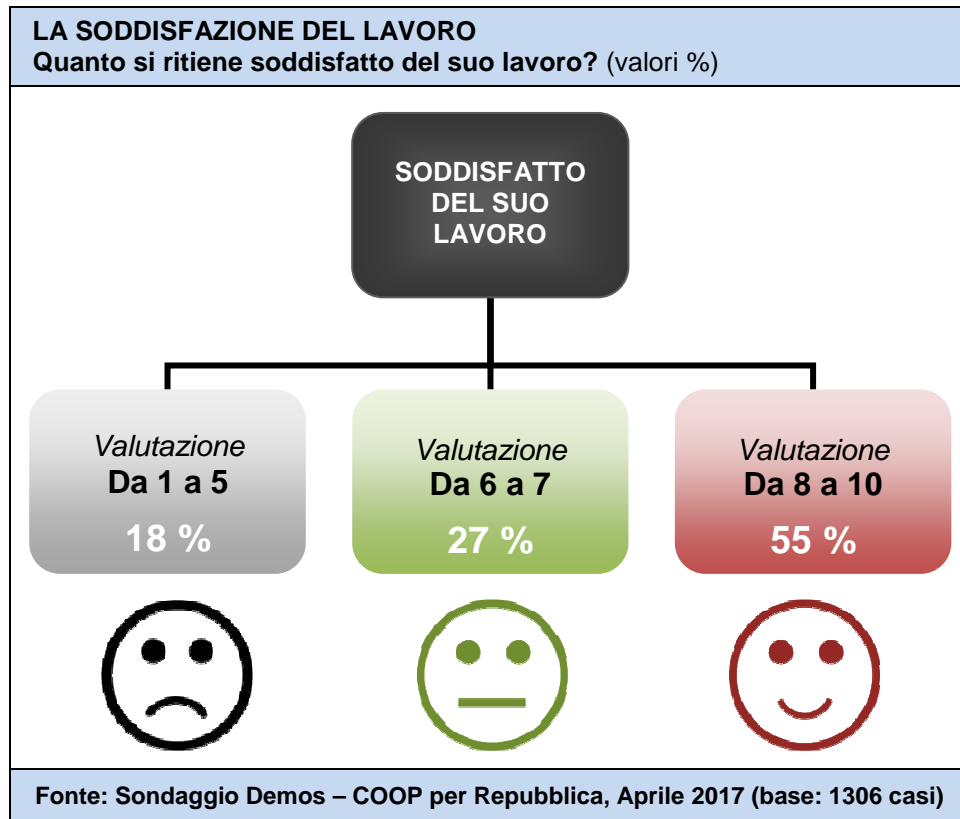 LA SODDISFAZIONE DEL LAVORO
Quanto si ritiene soddisfatto del suo lavoro? (valori %)
SODDISFATTO
DEL SUO
LAVORO
Valutazione
Da 1 a 5
18 %
Valutazione
Da 6 a 7
27 %
Valutazione
Da 8 a 10
55 %
Fonte: Sondaggio Demos – COOP per Repubblica, Aprile 2017 (base: 1306 casi)